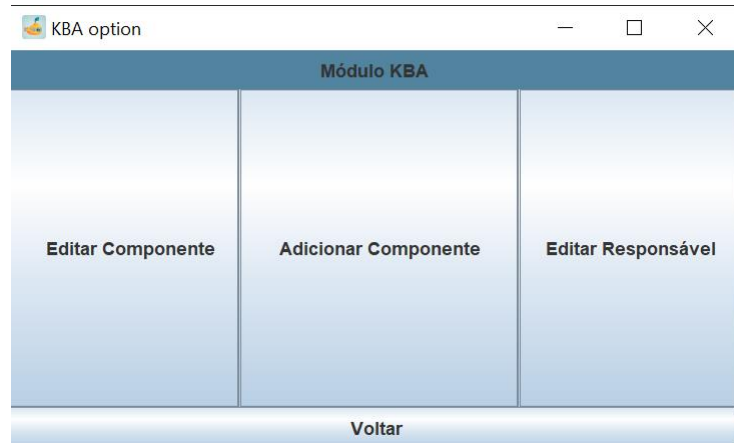 KBA option
Módulo KBA
Editar Componente Adicionar Componente Editar Responsável
Voltar